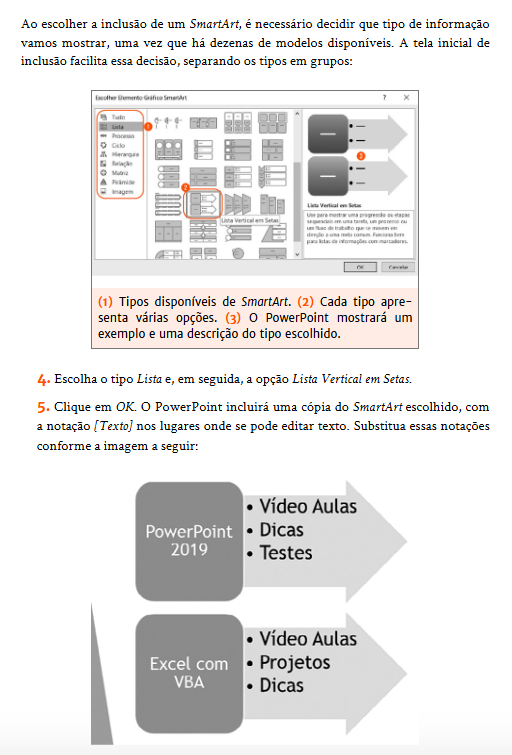 Ao escolher a inclusão de um SmartArt, é necessário decidir que tipo de informação
vamos mostrar, uma vez que há dezenas de modelos disponíveis. A tela inicial de
inclusão facilita essa decisão, separando os tipos em grupos:
Escolher Elemento Gráfico SmartArt
? ×
Tudo
Lista
Processo
Ciclo
Hierarquia
Relação
Matriz
Pirâmide
Imagem
1
2
3
Lista Vertical em Setas
Lista Vertical em Setas
Use para mostrar uma progressão ou etapas
sequenciais em uma tarefa, um processo ou
um fluxo de trabalho que se movem em
direção a uma meta comum. Funciona bem
para listas de informações com marcadores.
OK
Cancelar
(1) Tipos disponíveis de SmartArt. (2) Cada tipo apre-
senta várias opções. (3) O PowerPoint mostrará um
exemplo e uma descrição do tipo escolhido.
4. Escolha o tipo Lista e, em seguida, a opção Lista Vertical em Setas.
5. Clique em OK. O PowerPoint incluirá uma cópia do SmartArt escolhido, com
a notação [Texto] nos lugares onde se pode editar texto. Substitua essas notações
conforme a imagem a seguir:
PowerPoint
2019
• Vídeo Aulas
• Dicas
• Testes
Excel com
VBA
• Vídeo Aulas
• Projetos
• Dicas